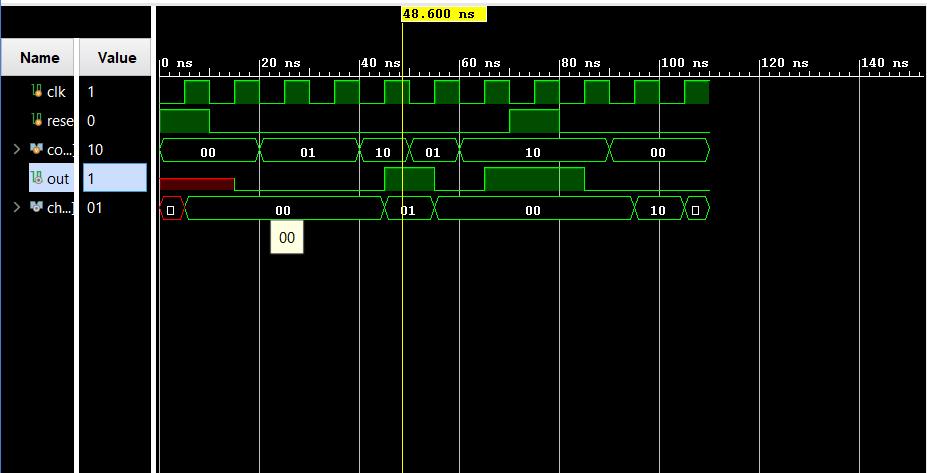 48.600 ns
Name Value
0 ns 20 ns 40 ns 60 ns 80 ns 100 ns 120 ns 140 ns
clk 1
rese 0
co...] 10 00 01 10 01 10 00
out 1
ch...] 01 00 01 00 10
00